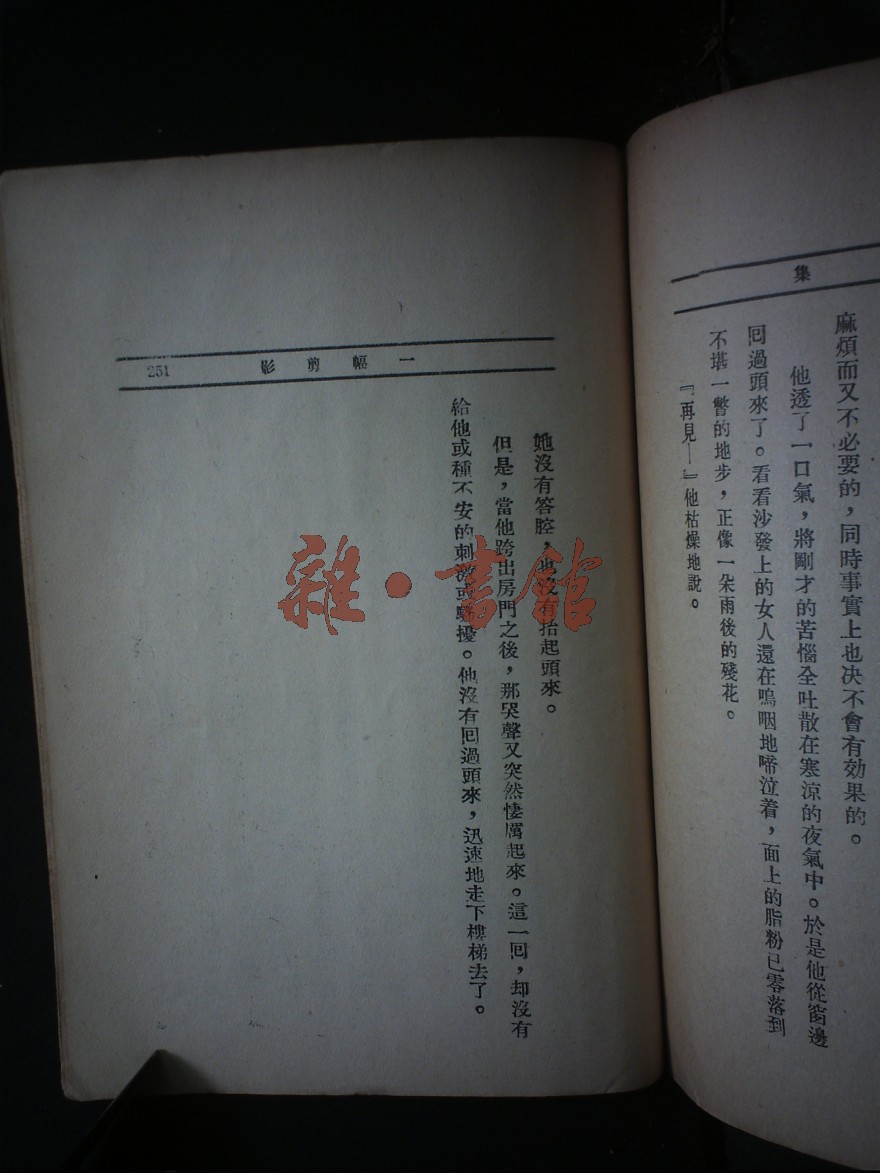 集
麻煩而又不必要的，同時事實上也决不會有効果的。
他透了一口氣，將剛才的苦惱全吐散在寒涼的夜氣中。於是他從窗邊
囘過頭來了。看看沙發上的女人還在嗚咽地啼泣着，面上的脂粉已零落到
不堪一瞥的地步，正像一朵雨後的殘花。
『再見—』他枯燥地說。
一幅剪影
251
她沒有答腔，也沒有抬起頭來。
但是，當他跨出房門之後，那哭聲又突然悽厲起來。這一囘，却沒有
給他或種不安的刺激或騷擾。他沒有囘過頭來，迅速地走下樓梯去了。
雜·書館